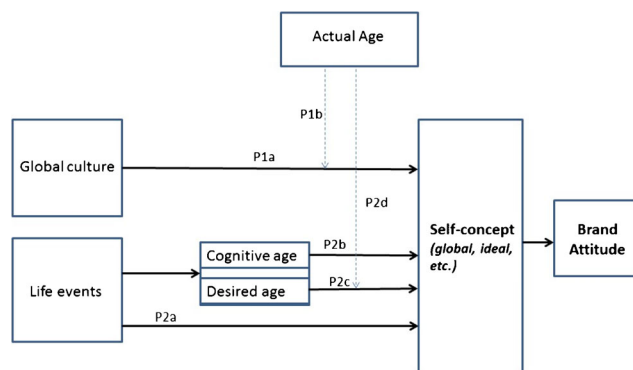 Actual Age
P1b
Global culture
P1a
P2d
Self-concept
(global, ideal,
etc.)
Brand
Attitude
Cognitive age
P2b
Life events
Desired age
P2c
P2a